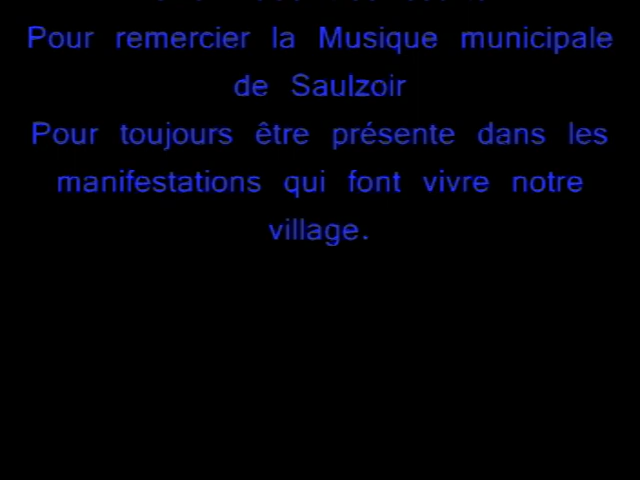 Pour remercier la Musique municipale
de Saulzoir
Pour toujours être présente dans les
manifestations qui font vivre notre
village.